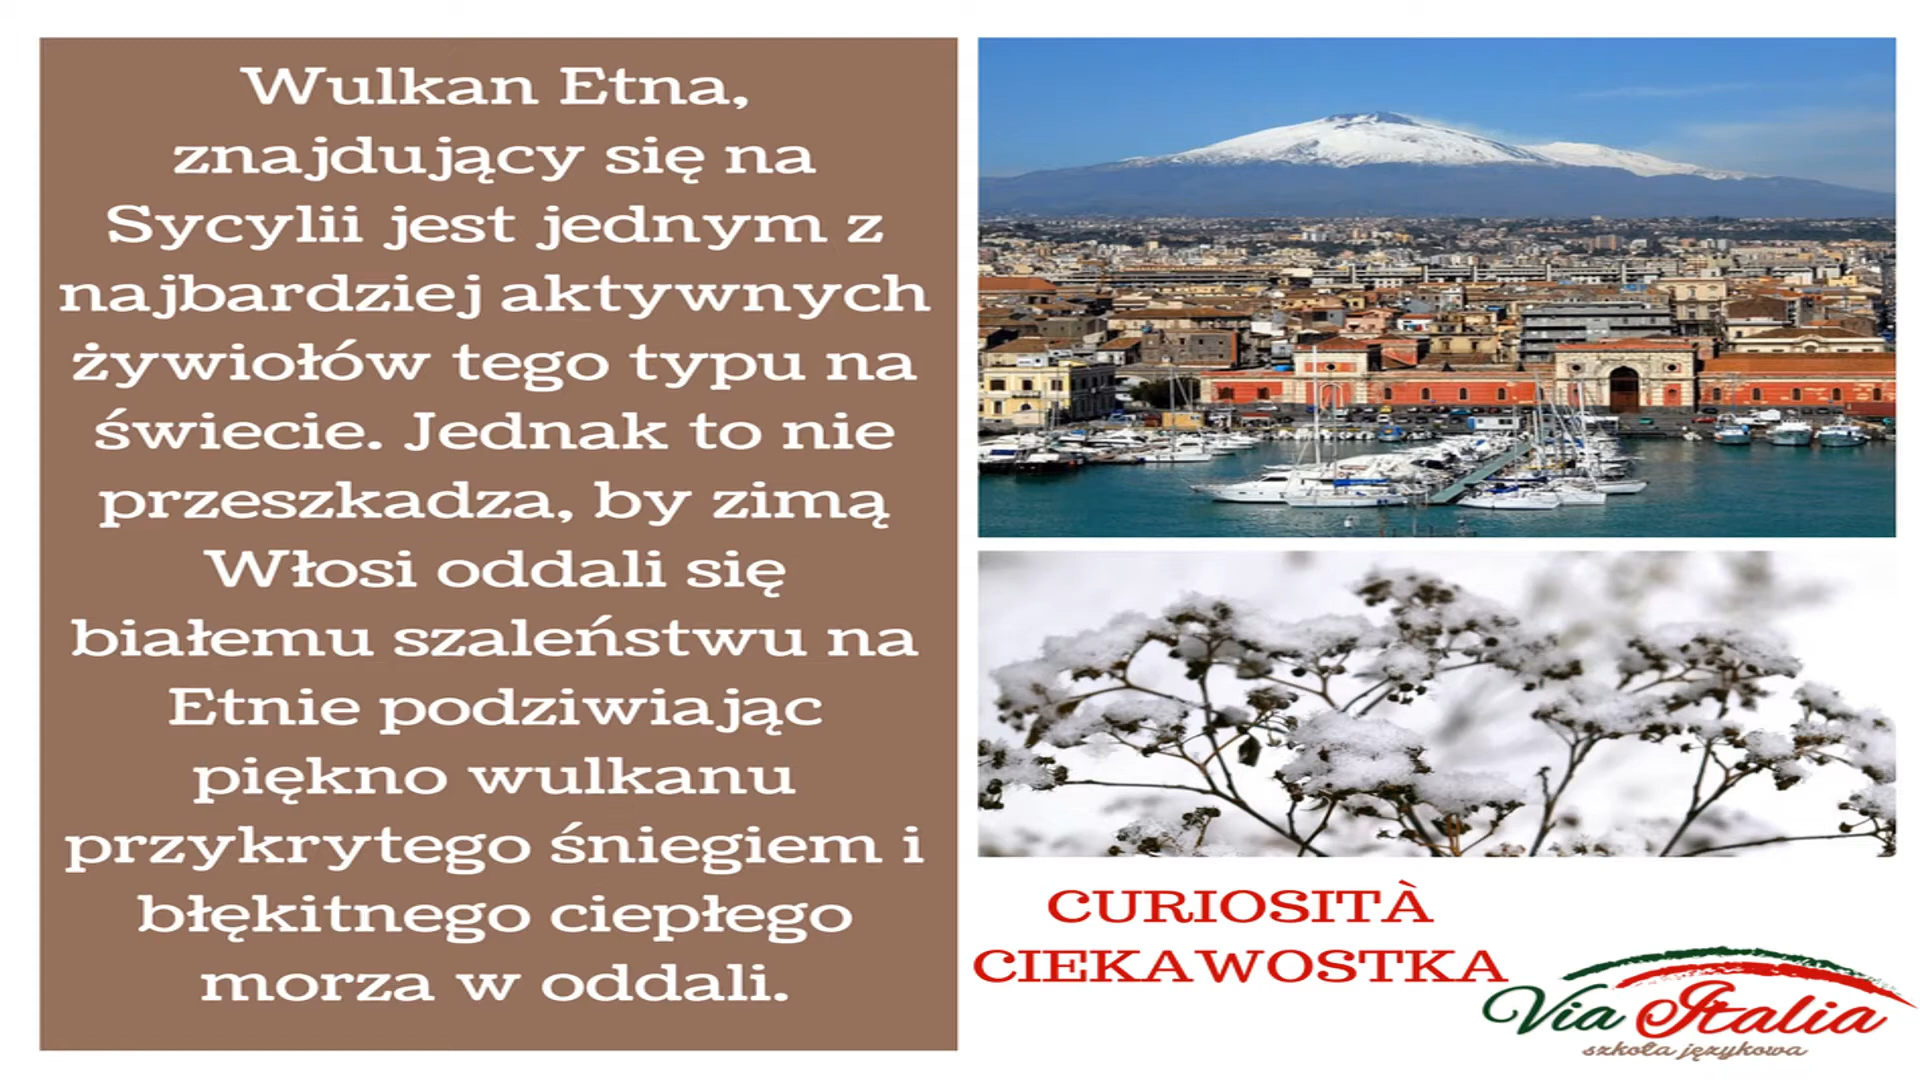 Wulkan Etna,
znajdujący się na
Sycylii jest jednym z
najbardziej aktywnych
żywiołów tego typu na
świecie. Jednak to nie
przeszkadza, by zimą
Włosi oddali się
białemu szaleństwu na
Etnie podziwiając
piękno wulkanu
przykrytego śniegiem i
błękitnego ciepłego
morza w oddali.
CURIOSITÀ
CIEKAWOSTKA
Via Italia
szkoła językowa